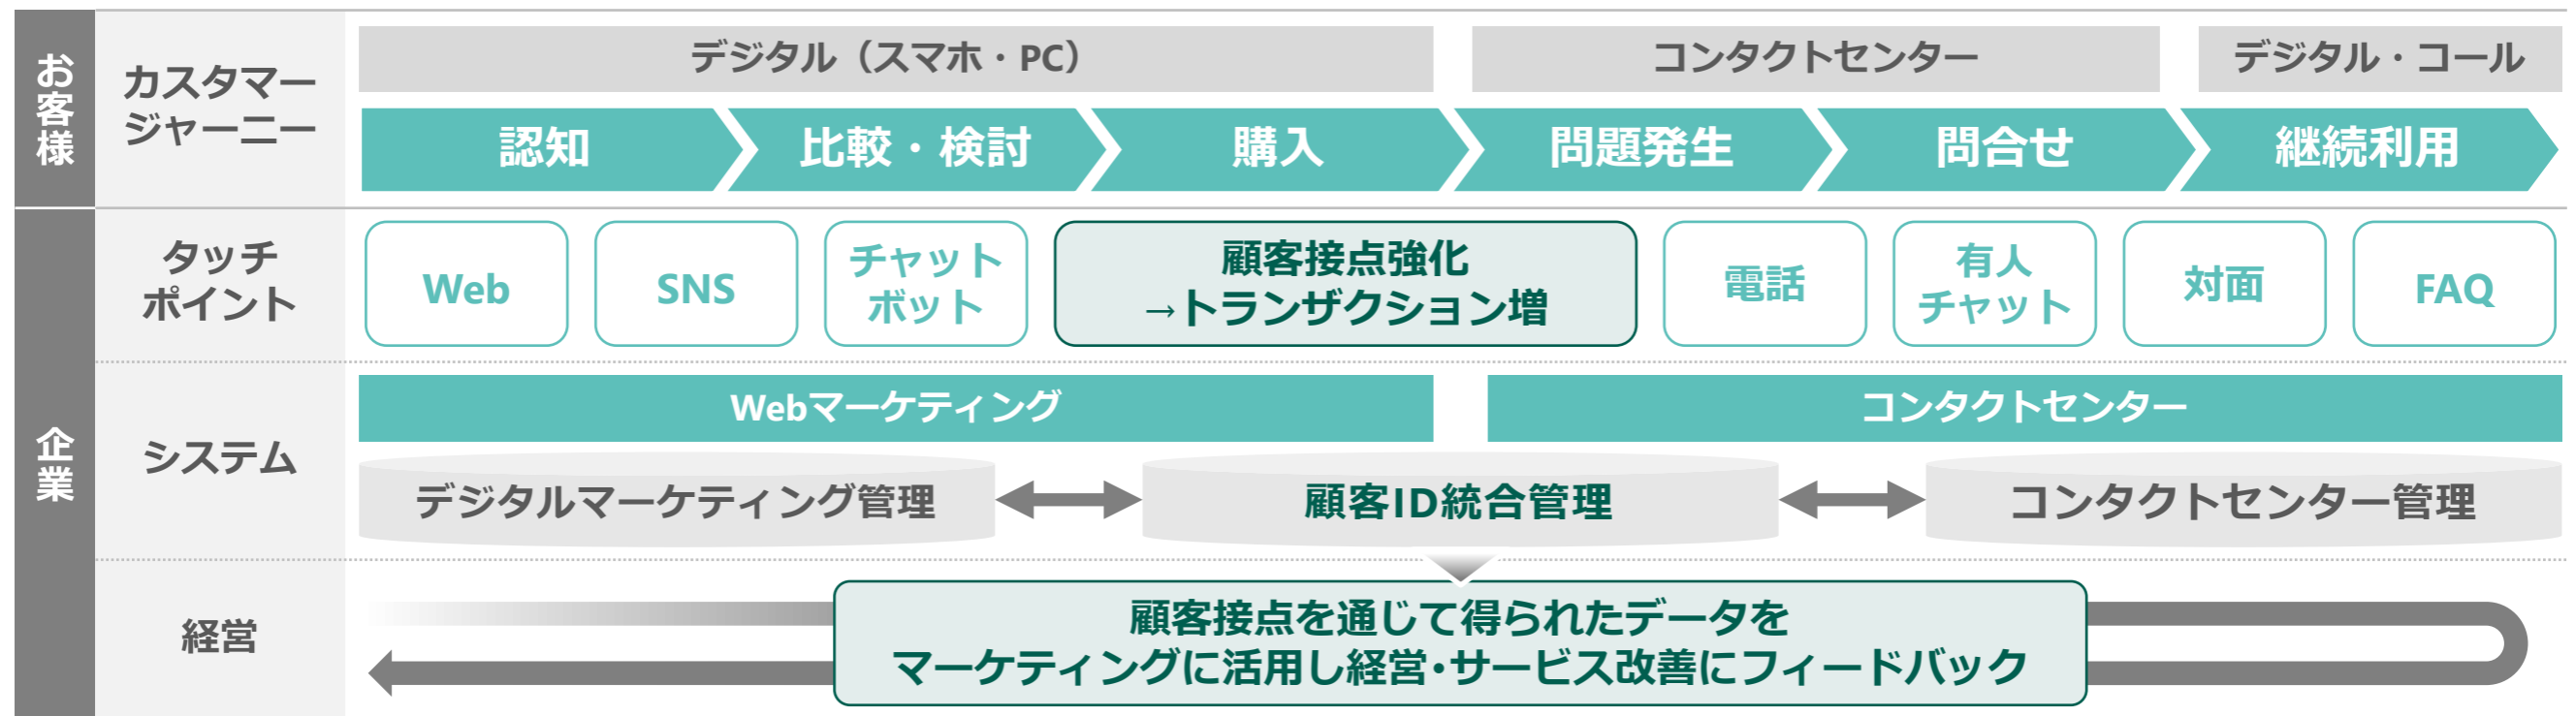 お客様
カスタマー
ジャーニー
デジタル（スマホ・PC）
コンタクトセンター
デジタル・コール
認知
比較・検討
購入
問題発生
問合せ
継続利用
企業
タッチ
ポイント
Web
SNS
チャット
ボット
顧客接点強化
→トランザクション増
電話
有人
チャット
対面
FAQ
システム
Webマーケティング
コンタクトセンター
デジタルマーケティング管理
顧客ID統合管理
コンタクトセンター管理
経営
顧客接点を通じて得られたデータを
マーケティングに活用し経営・サービス改善にフィードバック